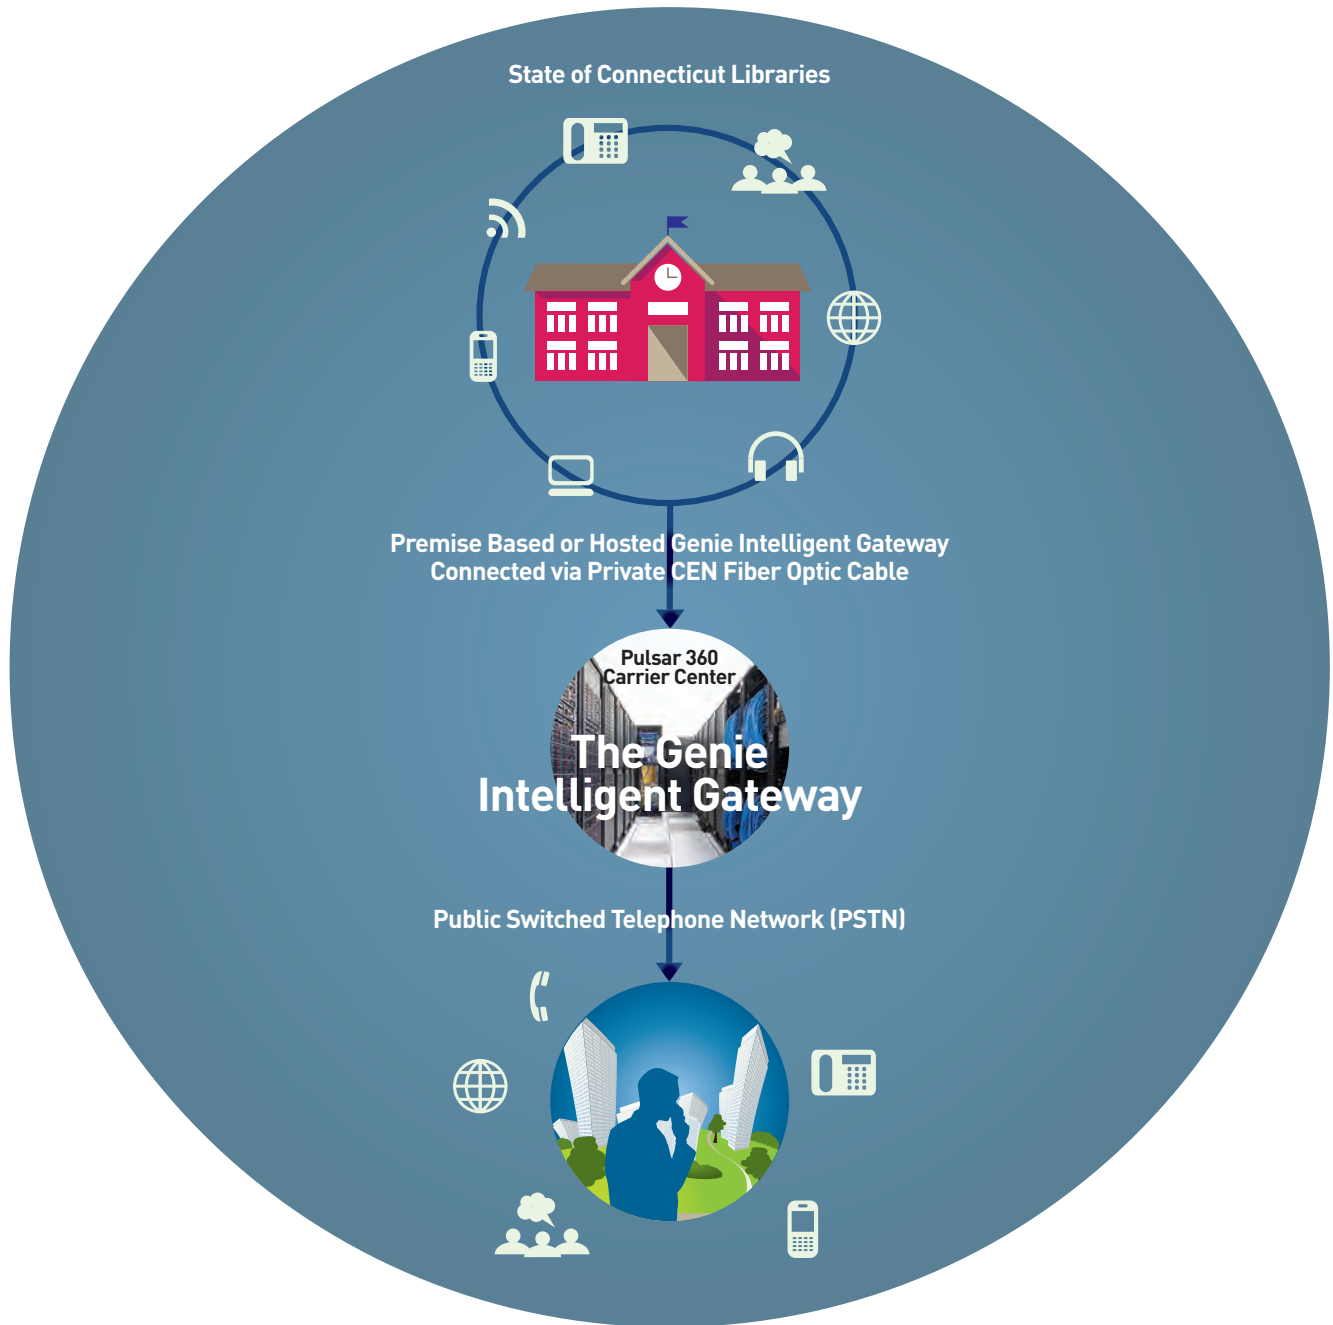 State of Connecticut Libraries
Premise Based or Hosted Genie Intelligent Gateway
Connected via Private CEN Fiber Optic Cable
Pulsar 360
Carrier Center
The Genie
Intelligent Gateway
Public Switched Telephone Network (PSTN)